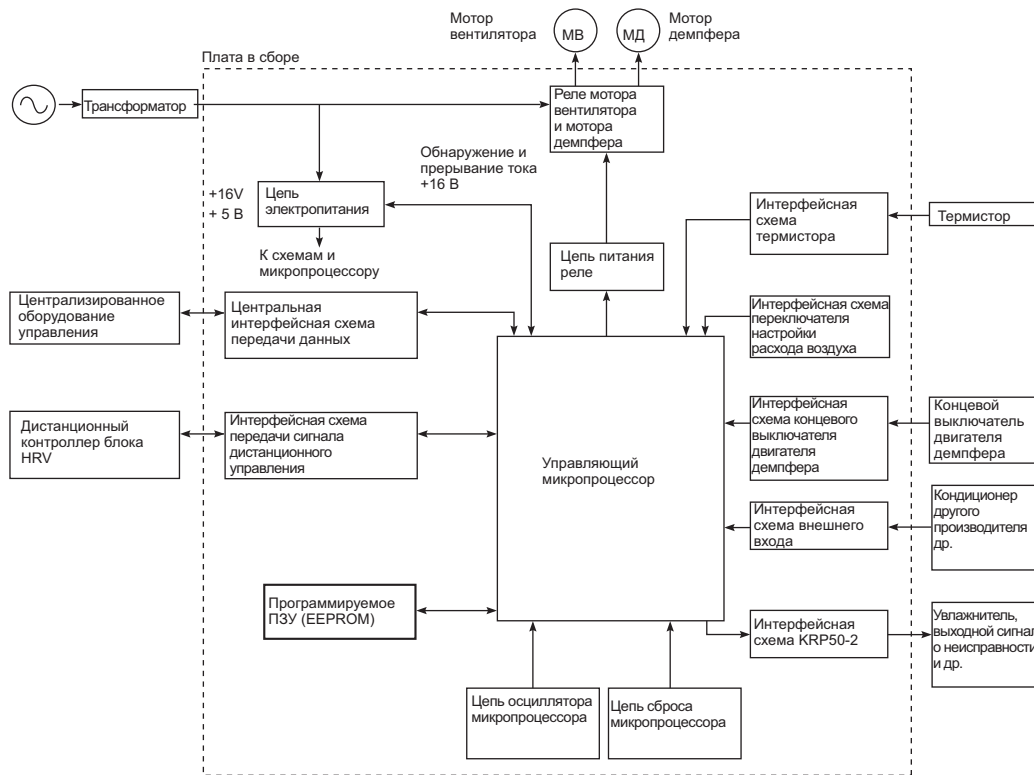 Мотор
вентилятора
МВ
МД
Мотор
демпфера
Плата в сборе
Трансформатор
Реле мотора
вентилятора
и мотора
демпфера
Обнаружение и
прерывание тока
+16 В
+16V
+ 5 В
Цепь
электропитания
К схемам и
микропроцессору
Цепь питания
реле
Интерфейсная
схема
термистора
Термистор
Централизированное
оборудование
управления
Центральная
интерфейсная схема
передачи данных
Интерфейсная схема
переключателя
настройки
расхода воздуха
Дистанционный
контроллер блока
HRV
Интерфейсная схема
передачи сигнала
дистанционного
управления
Управляющий
микропроцессор
Интерфейсная
схема концевого
выключателя
двигателя
демпфера
Концевой
выключатель
двигателя
демпфера
Интерфейсная
схема внешнего
входа
Кондиционер
другого
производителя
др.
Программируемое
ПЗУ (EEPROM)
Интерфейсная
схема KRP50-2
Увлажнитель,
выходной сигнал
о неисправности
и др.
Цепь осциллятора
микропроцессора
Цепь сброса
микропроцессора